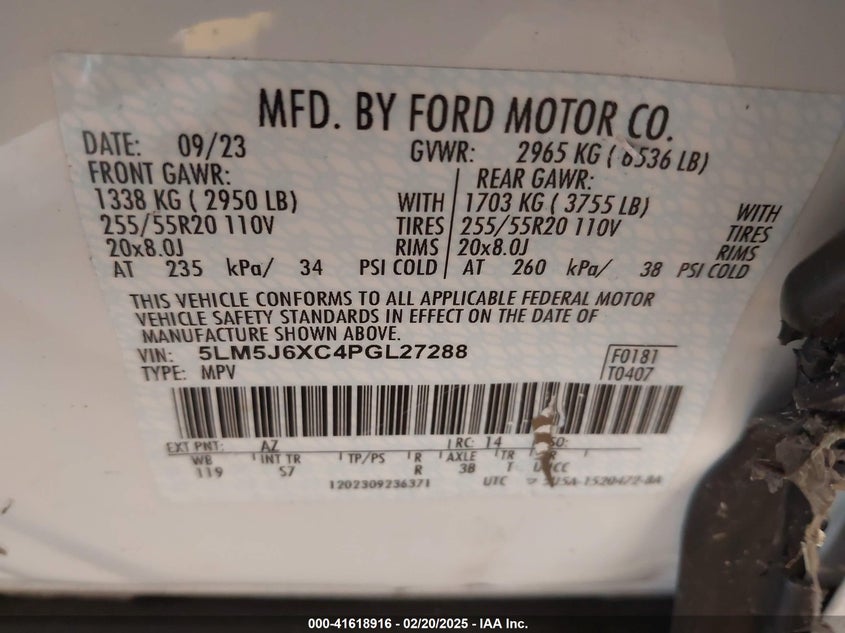 MFD. BY FORD MOTOR CO.
DATE: 09/23 GVWR: 2965 KG ( 6536 LB)
FRONT GAWR: REAR GAWR:
1338 KG ( 2950 LB) WITH 1703 KG ( 3755 LB) WITH
255/55R20 110V TIRES 255/55R20 110V TIRES
20x8.0J RIMS 20x8.0J RIMS
AT 235 kPa/ 34 PSI COLD AT 260 kPa/ 38 PSI COLD
THIS VEHICLE CONFORMS TO ALL APPLICABLE FEDERAL MOTOR
VEHICLE SAFETY STANDARDS IN EFFECT ON THE DATE OF
MANUFACTURE SHOWN ABOVE.
VIN: 5LM5J6XC4PGL27288 F0181
TYPE: MPV T0407
EXT PNT: AZ RC: 14
WB INT TR TP/PS R AXLE TR
119 S7 R 3B T
1202309236371 UTC
000-41618916 - 02/20/2025 - IAA Inc.